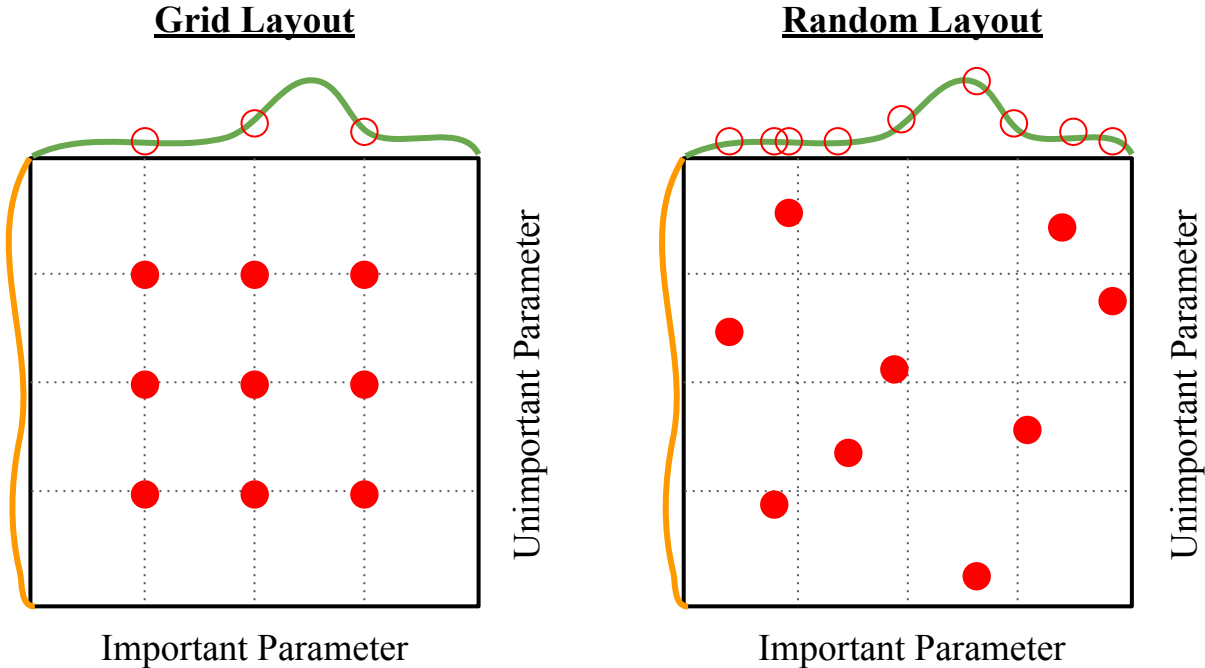 Grid Layout
Random Layout
Unimportant Parameter
Unimportant Parameter
Important Parameter
Important Parameter